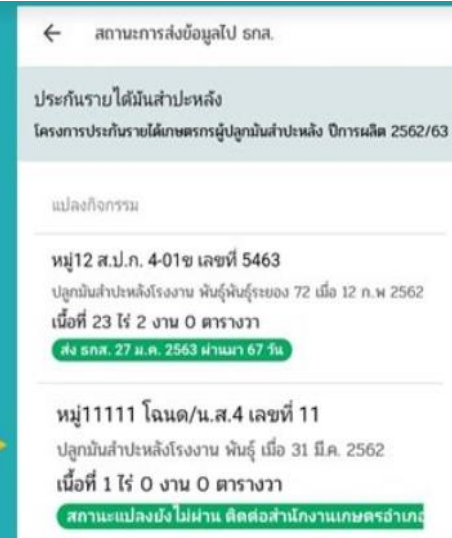 สถานะการส่งข้อมูลไป ธกส.
ประกันรายได้มันสำปะหลัง
โครงการประกันรายได้เกษตรกรผู้ปลูกมันสำปะหลัง ปีการผลิต 2562/63
แปลงกิจกรรม
หมู่12 ส.ป.ก. 4-01ข เลขที่ 5463
ปลูกมันสำปะหลังโรงงาน พันธุ์พันธุ์ระยอง 72 เมื่อ 12 ก.พ 2562
เนื้อที่ 23 ไร่ 2 งาน 0 ตารางวา
ส่ง ธกส. 27 ม.ค. 2563 ผ่านมา 67 วัน
หมู่11111 โฉนด/น.ส.4 เลขที่ 11
ปลูกมันสำปะหลังโรงงาน พันธุ์ เมื่อ 31 มี.ค. 2562
เนื้อที่ 1 ไร่ 0 งาน 0 ตารางวา
สถานะแปลงยังไม่ผ่าน ติดต่อสำนักงานเกษตรอำเภอ